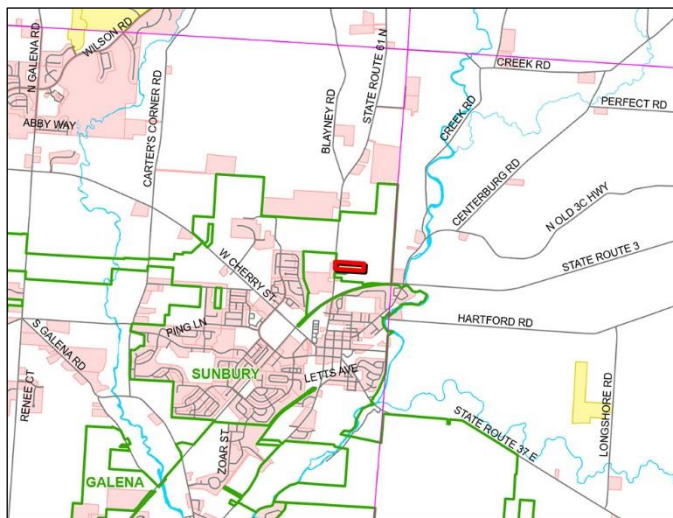 WILSON RD
N GALENA RD
ABBY WAY
CARTER'S CORNER RD
BLAYNEY RD
STATE ROUTE 61 N
CREEK RD
CREEK RD
PERFECT RD
CENTERBURG RD
N OLD 3C HWY
STATE ROUTE 3
W CHERRY ST
HARTFORD RD
PING LN
S GALENA RD
RENEE CT
SUNBURY
LETTS AVE
LONGSHORE RD
STATE ROUTE 37 E
ZOAR ST
GALENA